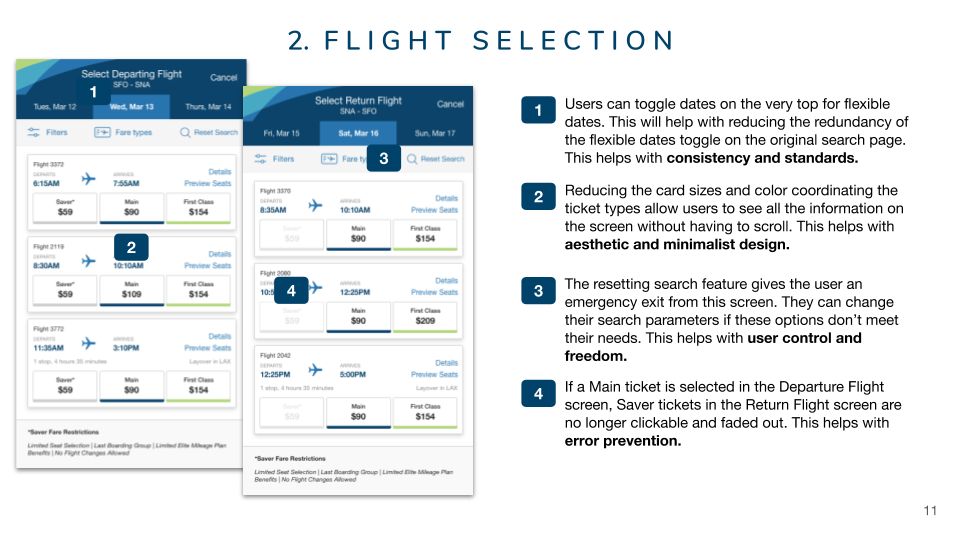 2. FLIGHT SELECTION
Select Departing Flight
Cancel
SFO - SNA
1
Tues, Mar 12 Wed, Mar 13 Thurs, Mar 14
Filters Fare types Reset Search
Flight 3372
DEPARTS ARRIVES Details
6:15AM 7:55AM Preview Seats
Saver* Main First Class
$59 $90 $154
Flight 2119
2
Details
8:30AM 10:10AM Preview Seats
Saver* Main First Class
$59 $109 $154
Flight 3772
DEPARTS ARRIVES Details
11:35AM 3:10PM Preview Seats
1 stop, 4 hours 35 minutes Layover in LAX
Saver* Main First Class
$59 $90 $154
*Saver Fare Restrictions
Limited Seat Selection | Last Boarding Group | Limited Elite Mileage Plan
Benefits | No Flight Changes Allowed
Select Return Flight
Cancel
SNA - SFO
Fri, Mar 15 Sat, Mar 16 Sun, Mar 17
3
Filters Fare Reset Search
Flight 3370
DEPARTS ARRIVES Details
8:35AM 10:10AM Preview Seats
Saver* Main First Class
$59 $90 $154
Flight 2080
4
ARRIVES Details
12:25PM Preview Seats
Saver* Main First Class
$59 $90 $209
Flight 2042
DEPARTS ARRIVES Details
12:25PM 5:00PM Preview Seats
1 stop, 4 hours 35 minutes Layover in LAX
Saver* Main First Class
$59 $90 $154
*Saver Fare Restrictions
Limited Seat Selection | Last Boarding Group | Limited Elite Mileage Plan
Benefits | No Flight Changes Allowed
1
Users can toggle dates on the very top for flexible
dates. This will help with reducing the redundancy of
the flexible dates toggle on the original search page.
This helps with consistency and standards.
2
Reducing the card sizes and color coordinating the
ticket types allow users to see all the information on
the screen without having to scroll. This helps with
aesthetic and minimalist design.
3
The resetting search feature gives the user an
emergency exit from this screen. They can change
their search parameters if these options don’t meet
their needs. This helps with user control and
freedom.
4
If a Main ticket is selected in the Departure Flight
screen, Saver tickets in the Return Flight screen are
no longer clickable and faded out. This helps with
error prevention.
11